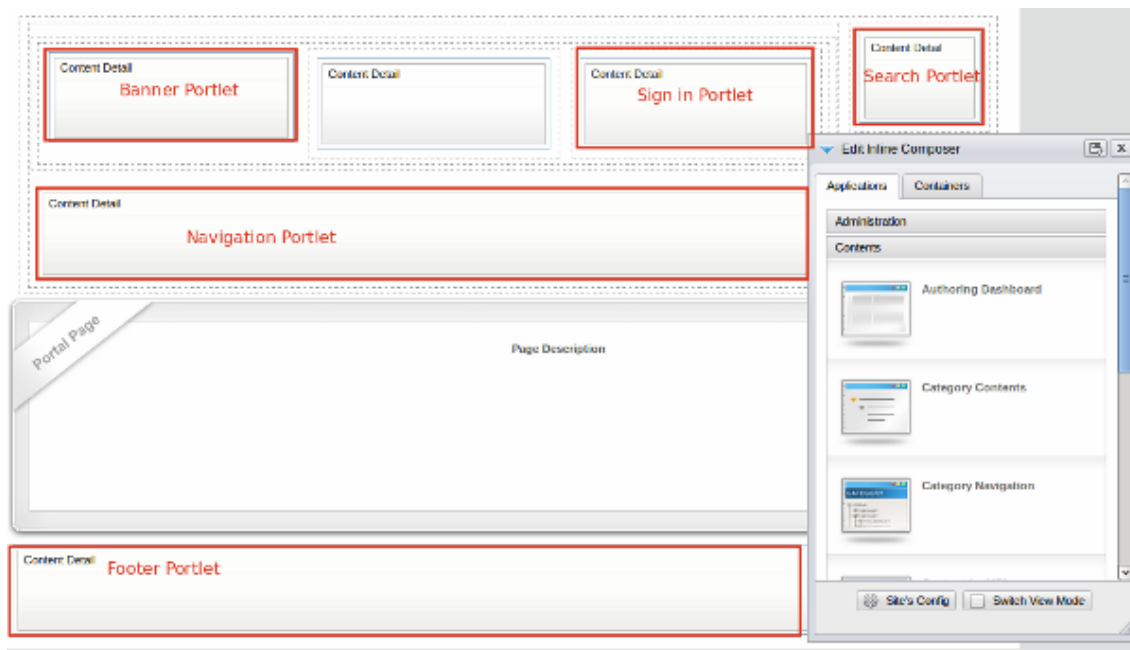 Content Detail
Banner Portlet
Content Detail
Content Detail
Sign in Portlet
Content Detail
Search Portlet
Content Detail
Navigation Portlet
Portal Page
Page Description
Content Detail
Footer Portlet
Edit Inline Composer
Applications
Containers
Administration
Contents
Authoring Dashboard
Category Contents
Category Navigation
Site's Config
Switch View Mode